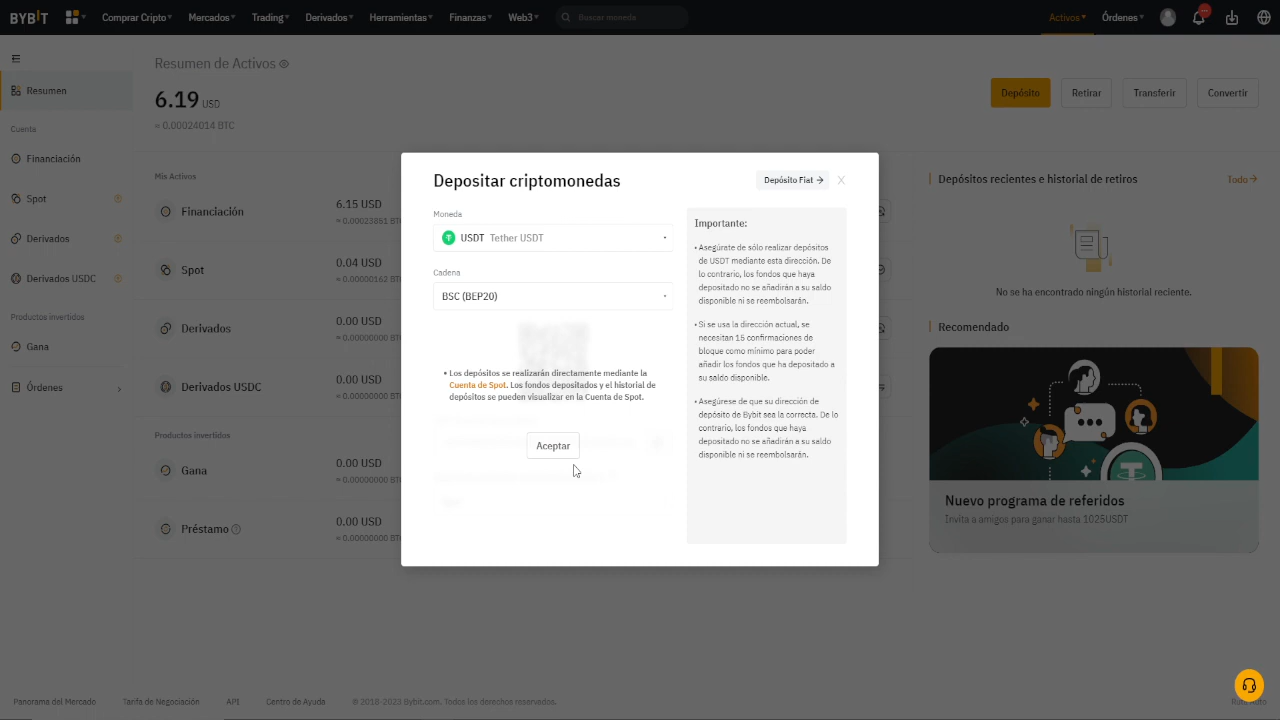 BYBIT
Comprar Cripto
Mercados
Trading
Derivados
Herramientas
Finanzas
Web3
Buscar moneda
Activos
Órdenes
Resumen
Cuenta
Financiación
Spot
Derivados
Derivados USDC
Productos invertidos
Gana
Órdenes
Resumen de Activos
6.19 USD
≈ 0.00024014 BTC
Depósito
Retirar
Transferir
Convertir
Mis Activos
Financiación
6.15 USD
≈ 0.00023851 BT
Spot
0.04 USD
≈ 0.00000162 BT
Derivados
0.00 USD
≈ 0.00000000 BT
Derivados USDC
0.00 USD
≈ 0.00000000 BT
Productos invertidos
Gana
0.00 USD
≈ 0.00000000 BT
Préstamo
0.00 USD
≈ 0.00000000 BT
Depositar criptomonedas
Depósito Fiat →
X
Moneda
USDT Tether USDT
Cadena
BSC (BEP20)
• Los depósitos se realizarán directamente mediante la
Cuenta de Spot. Los fondos depositados y el historial de
depósitos se pueden visualizar en la Cuenta de Spot.
Aceptar
Importante:
• Asegúrate de sólo realizar depósitos
de USDT mediante esta dirección. De
lo contrario, los fondos que haya
depositado no se añadirán a su saldo
disponible ni se reembolsarán.
• Si se usa la dirección actual, se
necesitan 15 confirmaciones de
bloque como mínimo para poder
añadir los fondos que ha depositado a
su saldo disponible.
• Asegúrese de que su dirección de
depósito de Bybit sea la correcta. De lo
contrario, los fondos que haya
depositado no se añadirán a su saldo
disponible ni se reembolsarán.
Depósitos recientes e historial de retiros
Todo →
No se ha encontrado ningún historial reciente.
Recomendado
Nuevo programa de referidos
Invita a amigos para ganar hasta 1025USDT
Panorama del Mercado
Tarifa de Negociación
API
Centro de Ayuda
© 2018-2023 Bybit.com. Todos los derechos reservados.